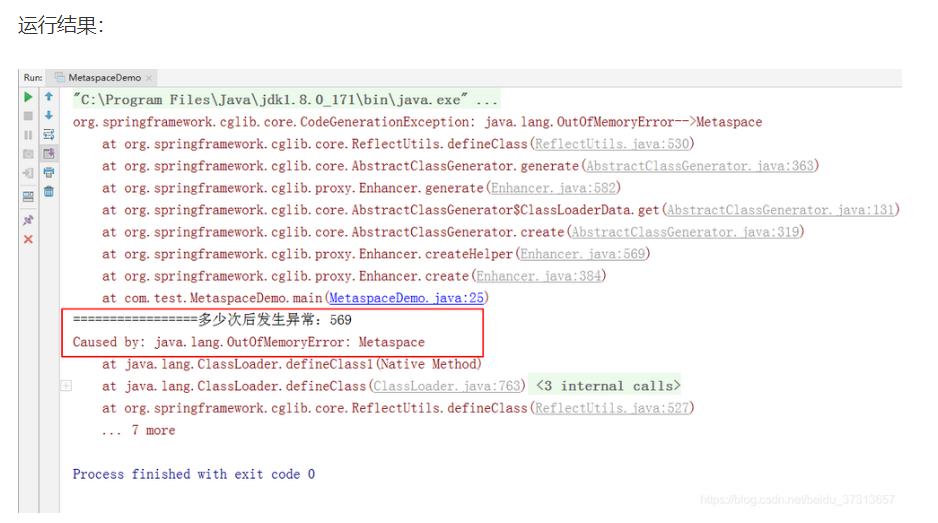 运行结果：
Run: MetaspaceDemo ×
"C:\Program Files\Java\jdk1.8.0_171\bin\java.exe" ...
org.springframework.cglib.core.CodeGenerationException: java.lang.OutOfMemoryError-->Metaspace
at org.springframework.cglib.core.ReflectUtils.defineClass(ReflectUtils.java:530)
at org.springframework.cglib.core.AbstractClassGenerator.generate(AbstractClassGenerator.java:363)
at org.springframework.cglib.proxy.Enhancer.generate(Enhancer.java:582)
at org.springframework.cglib.core.AbstractClassGenerator$ClassLoaderData.get(AbstractClassGenerator.java:131)
at org.springframework.cglib.core.AbstractClassGenerator.create(AbstractClassGenerator.java:319)
at org.springframework.cglib.proxy.Enhancer.createHelper(Enhancer.java:569)
at org.springframework.cglib.proxy.Enhancer.create(Enhancer.java:384)
at com.test.MetaspaceDemo.main(MetaspaceDemo.java:25)
=================多少次后发生异常：569
Caused by: java.lang.OutOfMemoryError: Metaspace
at java.lang.ClassLoader.defineClass1(Native Method)
at java.lang.ClassLoader.defineClass(ClassLoader.java:763) <3 internal calls>
at org.springframework.cglib.core.ReflectUtils.defineClass(ReflectUtils.java:527)
... 7 more
Process finished with exit code 0
https://blog.csdn.net/baidu_37313657